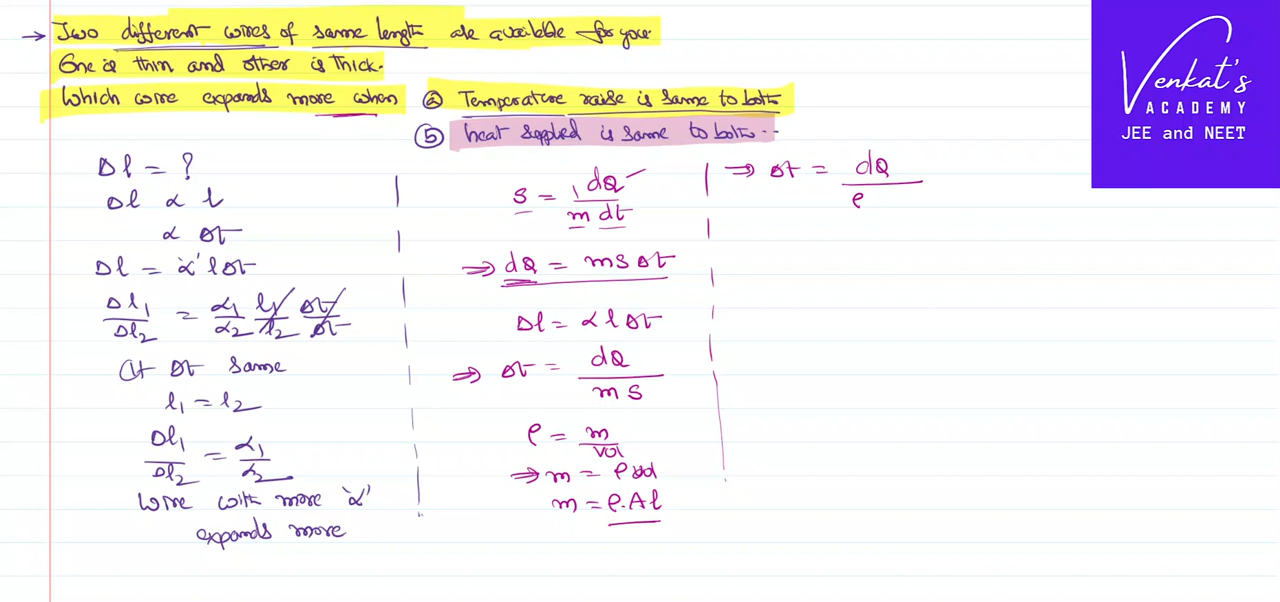 → Two different wires of same length are available for you.
One is thin and other is thick.
Which wire expands more when ⓐ Temperature raise is same to both
ⓑ heat supplied is same to both..
Δl = ?
Δl α l
α Δt
Δl = α l Δt
Δl₁/Δl₂ = α₁/α₂ l₁/l₂ Δt/Δt
At Δt same
l₁ = l₂
Δl₁/Δl₂ = α₁/α₂
Wire with more 'α'
expands more
S = 1/m dQ/dt
⇒ dQ = mS Δt
Δl = α l Δt
⇒ Δt = dQ/mS
ρ = m/Vol
⇒ m = ρ Vol
m = ρ.Al
⇒ Δt = dQ/ρ
Venkat's
ACADEMY
JEE and NEET